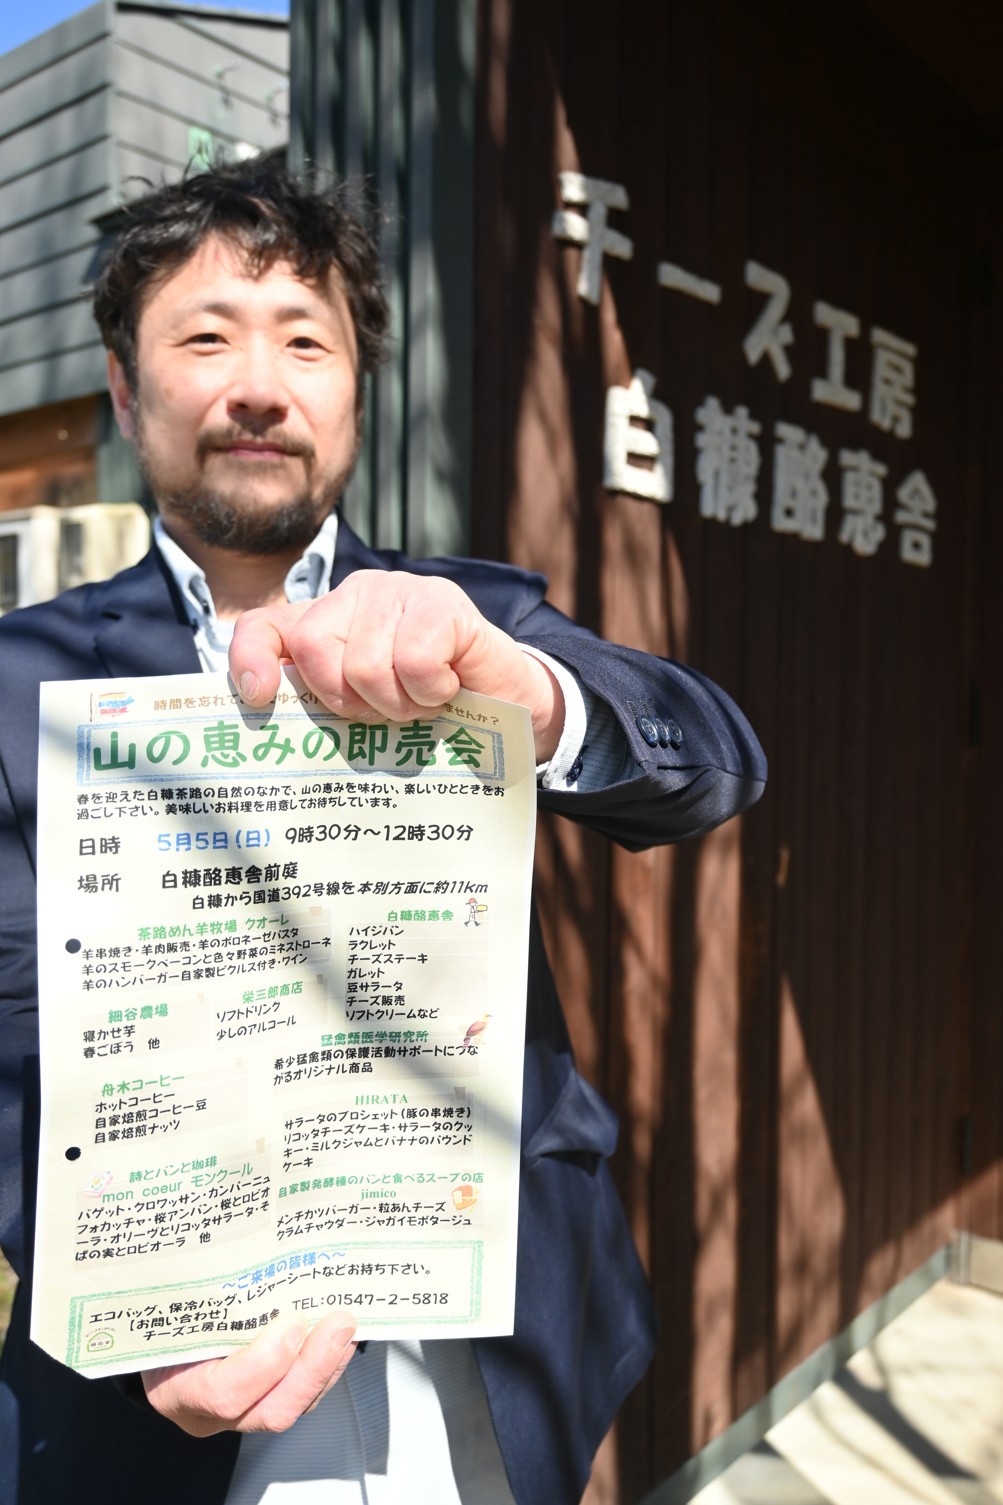 チーズ工房
白糠酪恵舎
時間を忘れて、
ゆっくり
ませんか?
山の恵みの即売会
春を迎えた白糠茶路の自然のなかで、山の恵みを味わい、楽しいひとときをお
過ごし下さい。美味しいお料理を用意してお待ちしています。
日時 5月5日(日) 9時30分~12時30分
場所 白糠酪恵舎前庭
白糠から国道392号線を本別方面に約11km
茶路めん羊牧場 クオーレ
羊串焼き・羊肉販売・羊のボロネーゼパスタ
羊のスモークベーコンと色々野菜のミネストローネ
羊のハンバーガー自家製ピクルス付き・ワイン
白糠酪恵舎
ハイジパン
ラクレット
チーズステーキ
ガレット
豆サラータ
チーズ販売
ソフトクリームなど
細谷農場
寝かせ芋
春ごぼう 他
栄三郎商店
ソフトドリンク
少しのアルコール
猛禽類医学研究所
希少猛禽類の保護活動サポートにつな
がるオリジナル商品
舟木コーヒー
ホットコーヒー
自家焙煎コーヒー豆
自家焙煎ナッツ
HIRATA
サラータのブロシェット(豚の串焼き)
リコッタチーズケーキ・サラータのクッ
キー・ミルクジャムとバナナのパウンド
ケーキ
詩とパンと珈琲
mon coeur モンクール
バゲット・クロワッサン・カンパーニュ
フォカッチャ・桜アンパン・桜とロビオ
ーラ・オリーヴとリコッタサラータ・そ
ばの実とロビオーラ 他
自家製発酵種のパンと食べるスープの店
jimico
メンチカツバーガー・粒あんチーズ
クラムチャウダー・ジャガイモポタージュ
~ご来場の皆様へ~
エコバッグ、保冷バッグ、レジャーシートなどお持ち下さい。
【お問い合わせ】
チーズ工房白糠酪恵舎 TEL:01547-2-5818